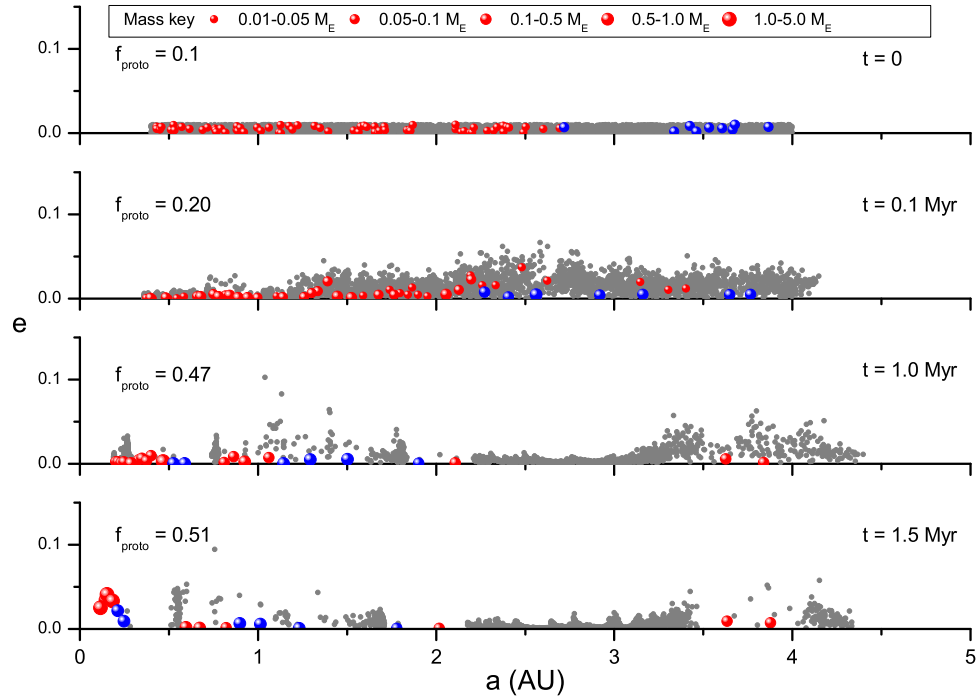 Mass key 0.01-0.05 M_E 0.05-0.1 M_E 0.1-0.5 M_E 0.5-1.0 M_E 1.0-5.0 M_E
0.1
f_proto = 0.1
t = 0
0.0
0.1
f_proto = 0.20
t = 0.1 Myr
0.0
e
0.1
f_proto = 0.47
t = 1.0 Myr
0.0
0.1
f_proto = 0.51
t = 1.5 Myr
0.0
0 1 2 3 4 5
a (AU)